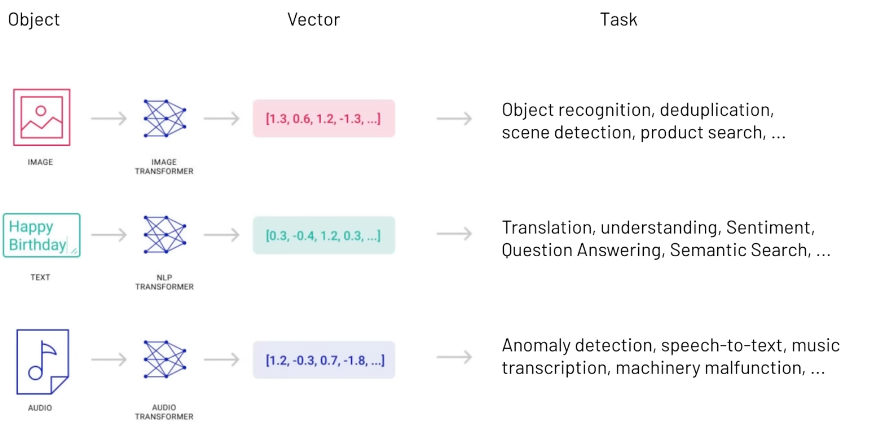 Object
Vector
Task
IMAGE
IMAGE
TRANSFORMER
[1.3, 0.6, 1.2, -1.3, ...]
Object recognition, deduplication,
scene detection, product search, ...
Happy
Birthday
TEXT
NLP
TRANSFORMER
[0.3, -0.4, 1.2, 0.3, ...]
Translation, understanding, Sentiment,
Question Answering, Semantic Search, ...
AUDIO
AUDIO
TRANSFORMER
[1.2, -0.3, 0.7, -1.8, ...]
Anomaly detection, speech-to-text, music
transcription, machinery malfunction, ...